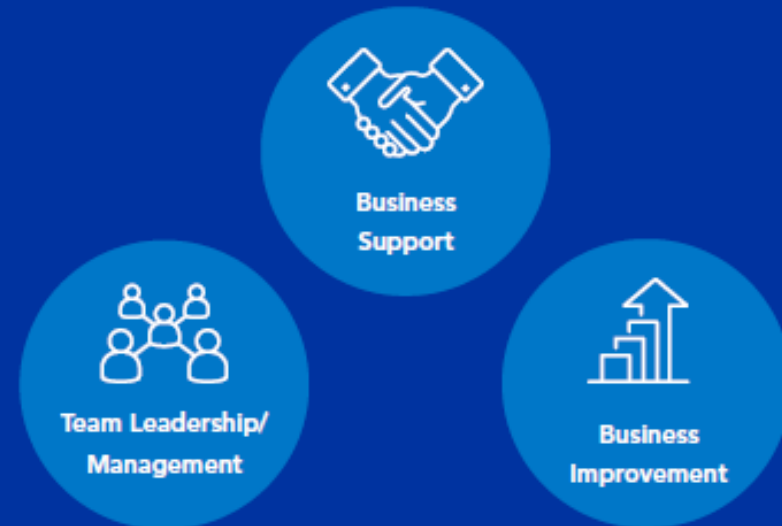 Business
Support
Team Leadership/
Management
Business
Improvement